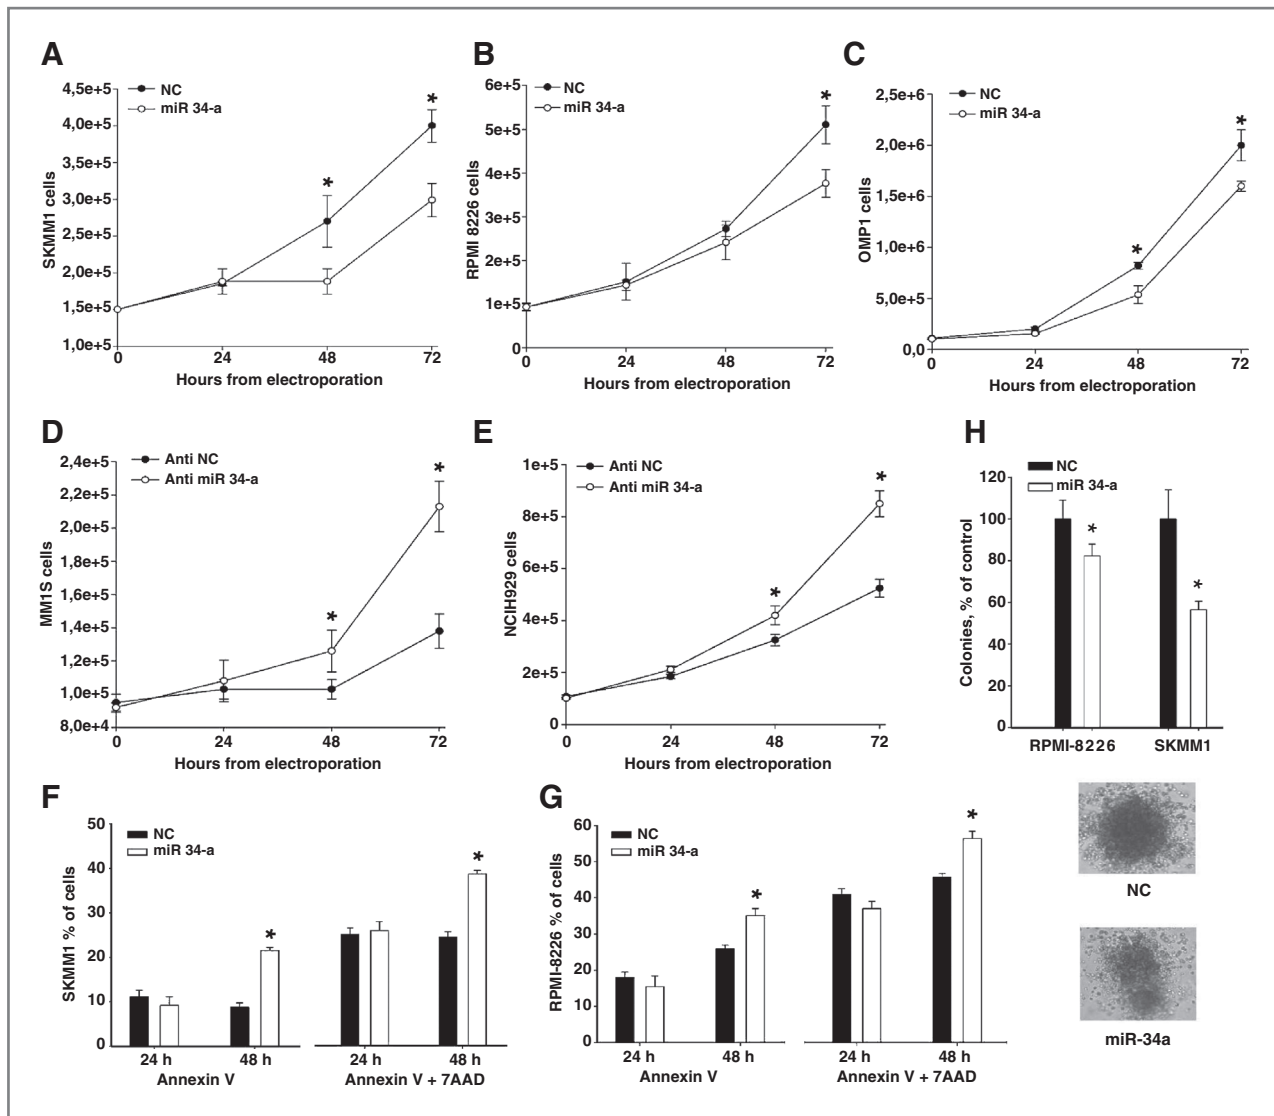 A
NC
miR 34-a
4,5e+5
4,0e+5
3,5e+5
3,0e+5
2,5e+5
2,0e+5
1,5e+5
1,0e+5
SKMM1 cells
*
*
0 24 48 72
Hours from electroporation
B
NC
miR 34-a
6e+5
5e+5
4e+5
3e+5
2e+5
1e+5
0
RPMI 8226 cells
*
0 24 48 72
Hours from electroporation
C
NC
miR 34-a
2,5e+6
2,0e+6
1,5e+6
1,0e+6
5,0e+5
0,0
OMP1 cells
*
*
0 24 48 72
Hours from electroporation
D
Anti NC
Anti miR 34-a
2,4e+5
2,2e+5
2,0e+5
1,8e+5
1,6e+5
1,4e+5
1,2e+5
1,0e+5
8,0e+4
MM1S cells
*
*
0 24 48 72
Hours from electroporation
E
Anti NC
Anti miR 34-a
1e+5
8e+5
6e+5
4e+5
2e+5
0
NCIH929 cells
*
*
0 24 48 72
Hours from electroporation
H
NC
miR 34-a
120
100
80
60
40
20
0
Colonies, % of control
*
*
RPMI-8226 SKMM1
NC
miR-34a
F
NC
miR 34-a
50
40
30
20
10
0
SKMM1 % of cells
*
*
24 h 48 h 24 h 48 h
Annexin V Annexin V + 7AAD
G
NC
miR 34-a
60
50
40
30
20
10
0
RPMI-8226 % of cells
*
*
24 h 48 h 24 h 48 h
Annexin V Annexin V + 7AAD